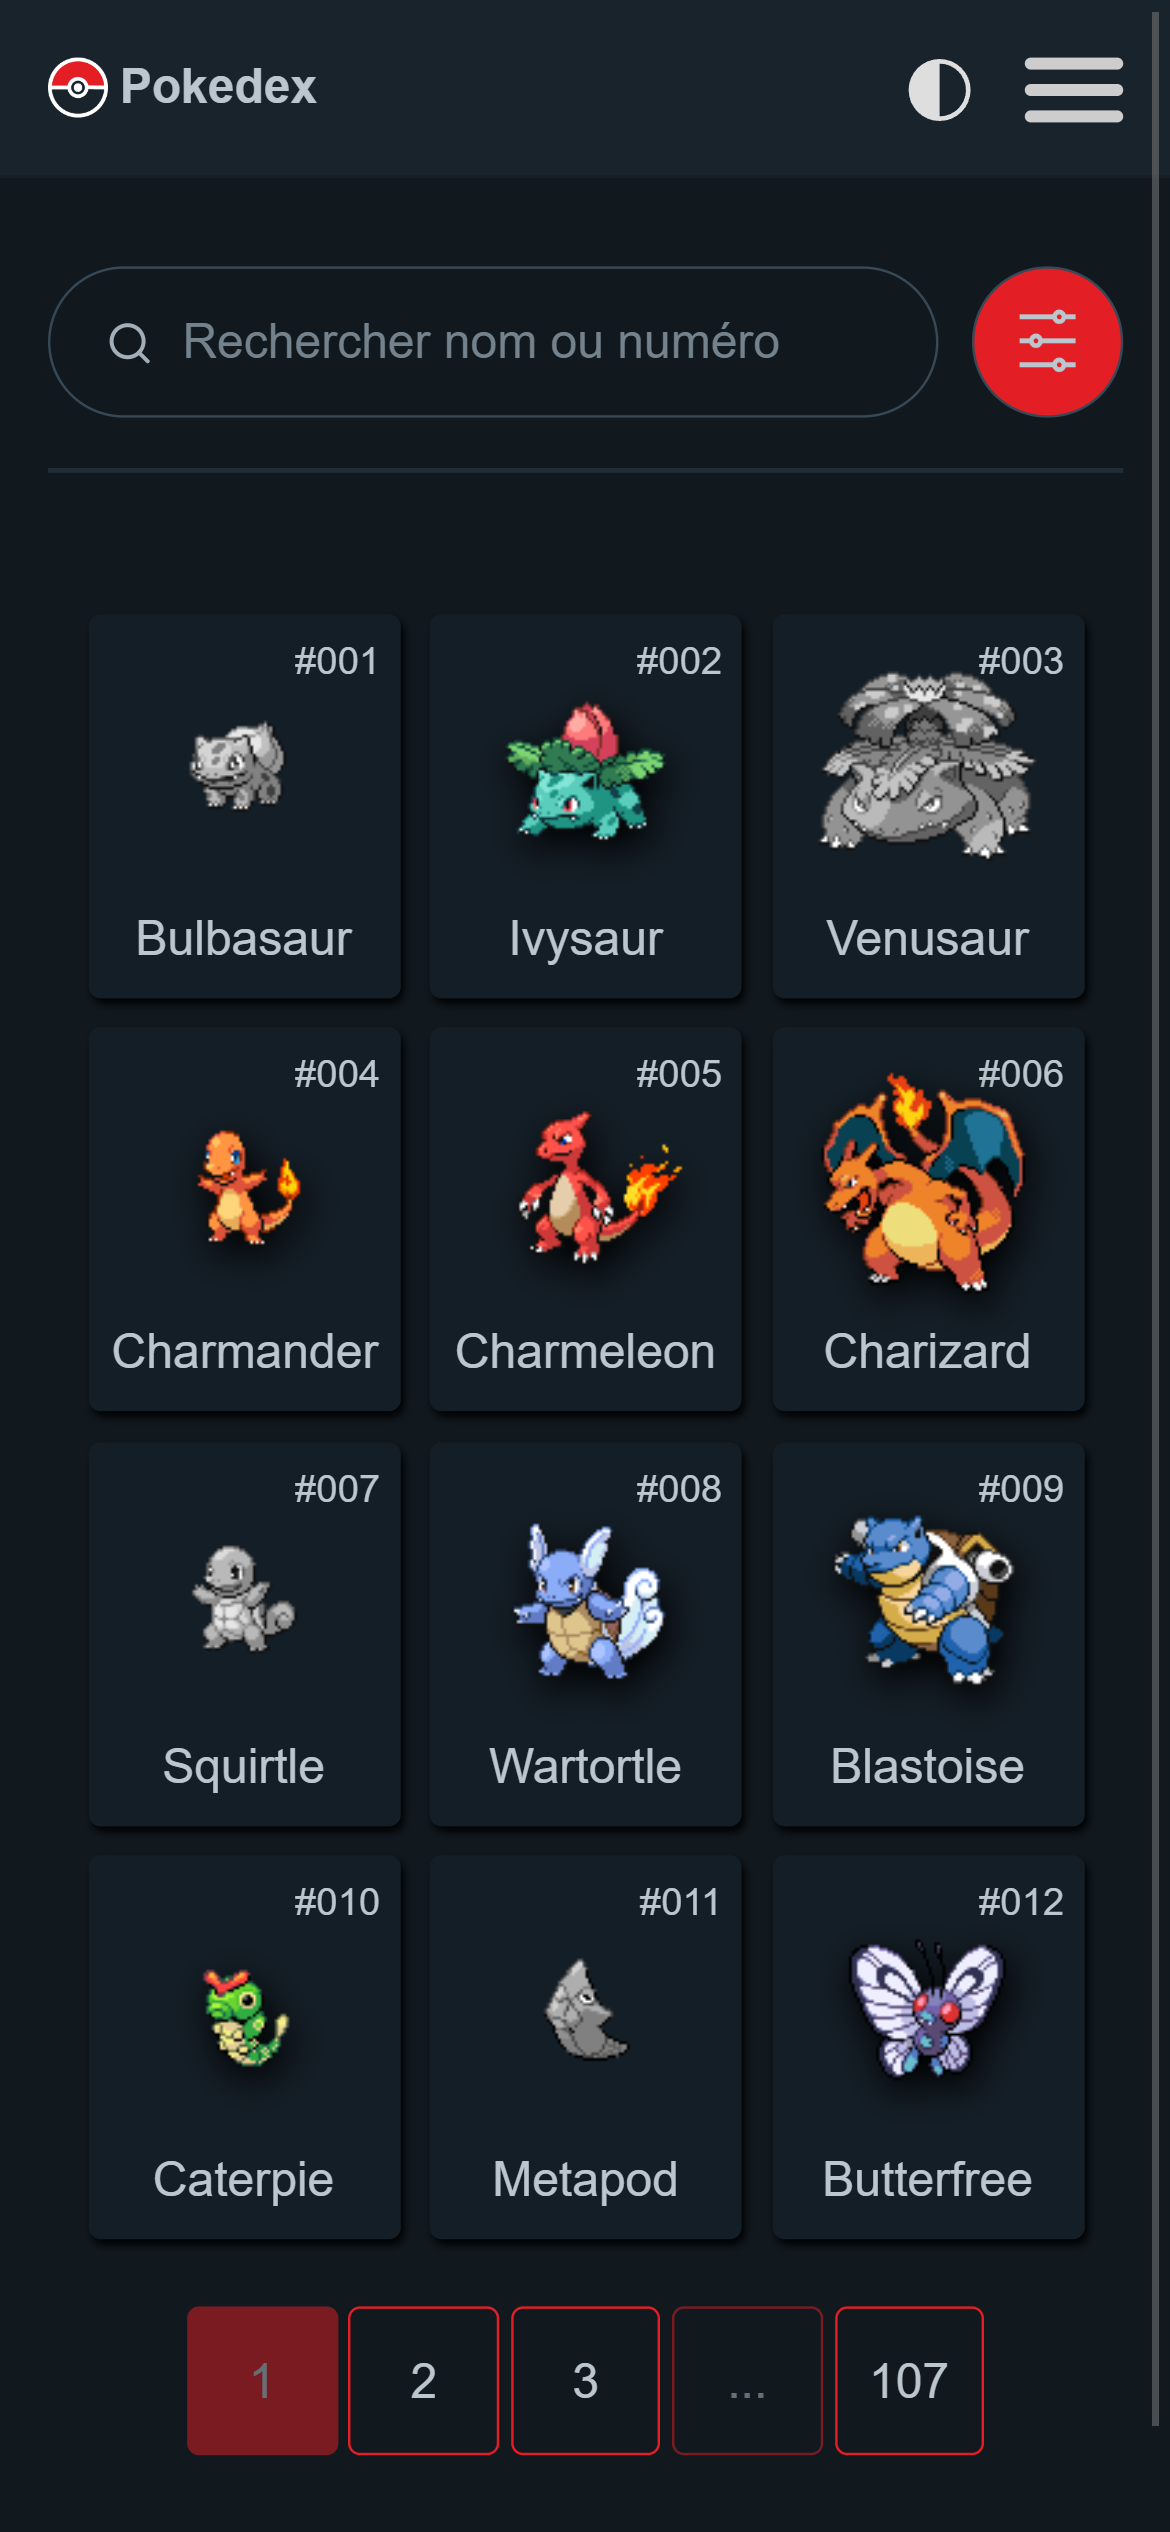 Pokedex
Rechercher nom ou numéro
#001 #002 #003
Bulbasaur Ivysaur Venusaur
#004 #005 #006
Charmander Charmeleon Charizard
#007 #008 #009
Squirtle Wartortle Blastoise
#010 #011 #012
Caterpie Metapod Butterfree
1 2 3 ... 107